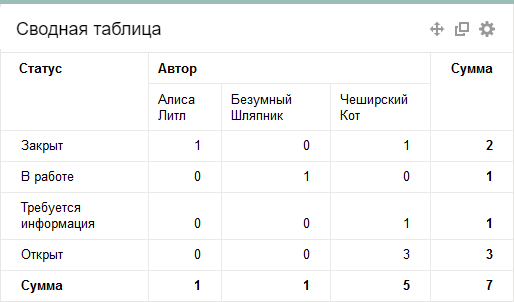 Сводная таблица
Статус Автор Сумма
Алиса Литл Безумный Шляпник Чеширский Кот
Закрыт 1 0 1 2
В работе 0 1 0 1
Требуется
информация 0 0 1 1
Открыт 0 0 3 3
Сумма 1 1 5 7